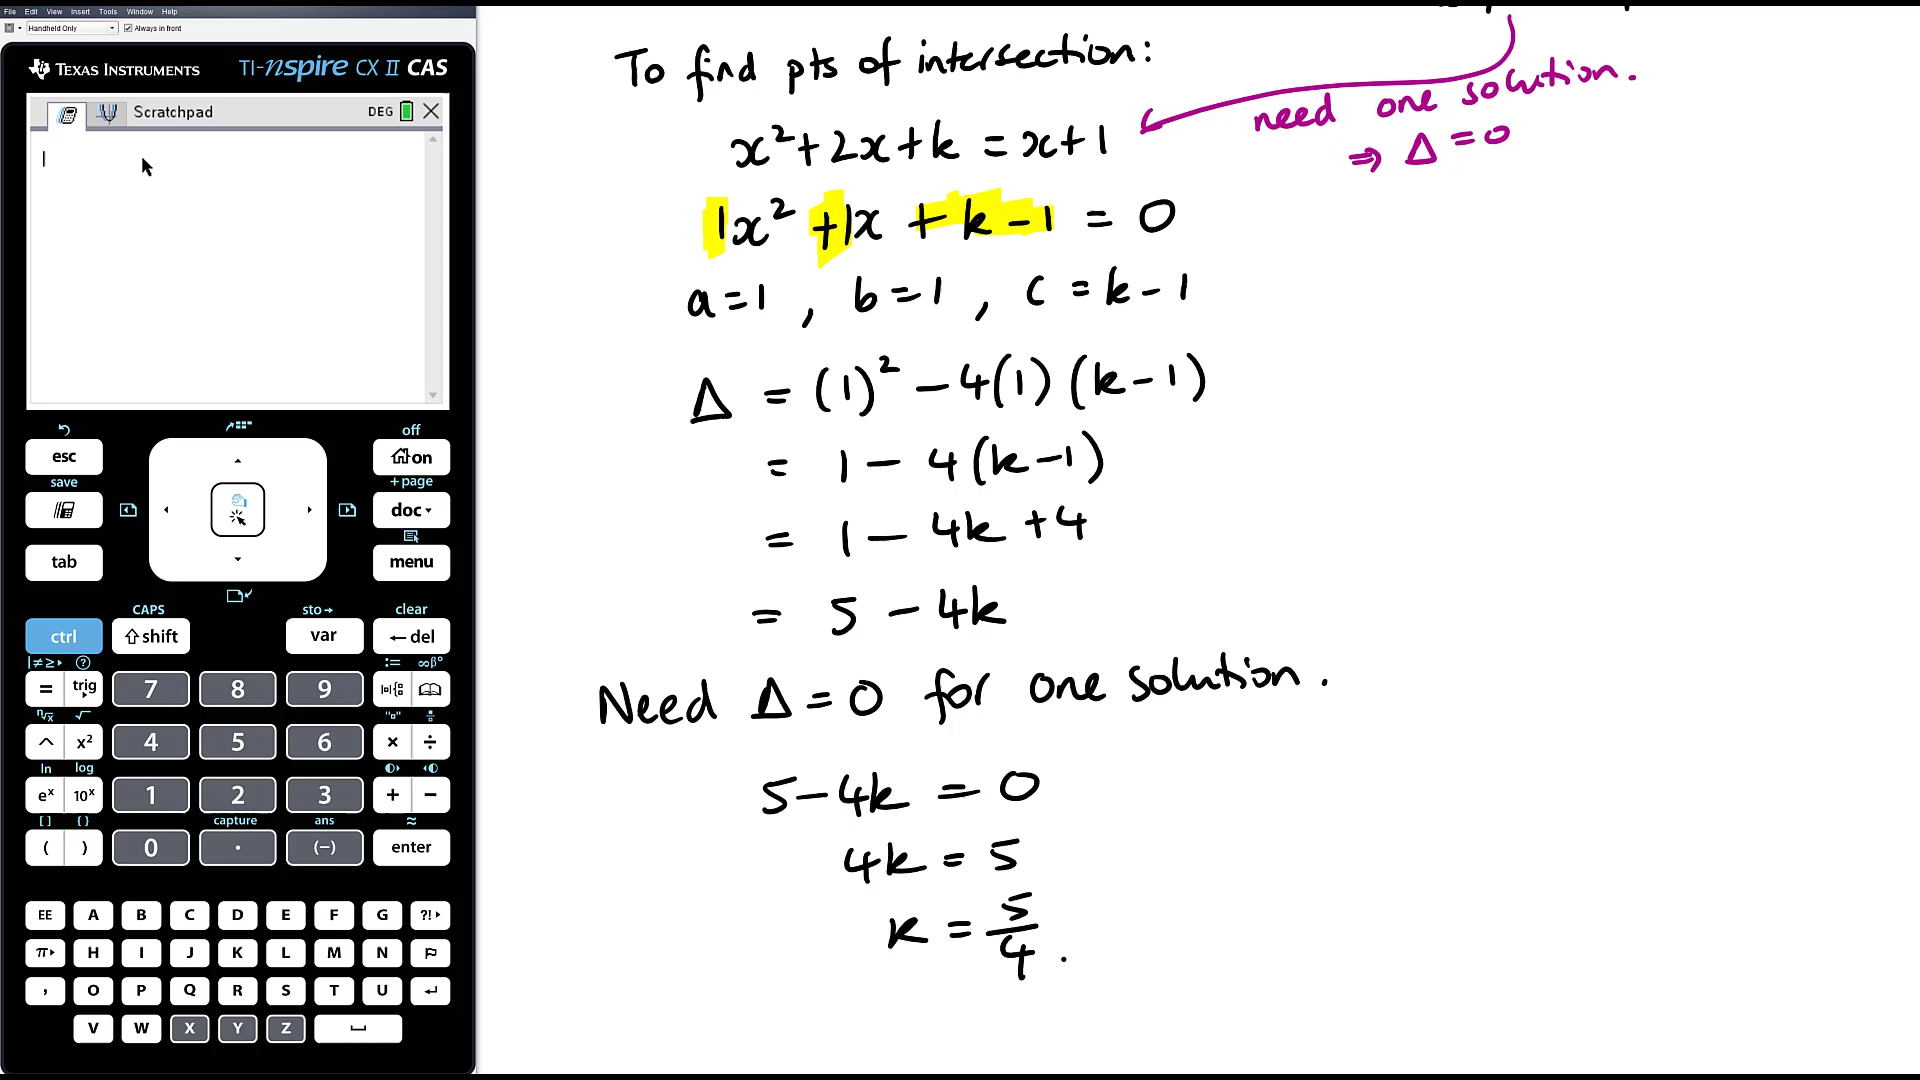 File Edit View Insert Tools Window Help
Handheld Only Always in front
TEXAS INSTRUMENTS TI-nspire CX II CAS
Scratchpad DEG
off
esc on
save + page
doc
tab menu
CAPS sto→ clear
ctrl ⇧shift var ← del
|≠≥▸ ? := ∞β°
= trig 7 8 9 |◻|{◻
ⁿ√x √ "◻"
^ x² 4 5 6 × ÷
ln log
eˣ 10ˣ 1 2 3 + −
[ ] { } capture ans ≈
( ) 0 . (−) enter
EE A B C D E F G ?!▸
π▸ H I J K L M N
, O P Q R S T U ↵
V W X Y Z
To find pts of intersection:
x²+2x+k = x+1
need one solution.
⇒ Δ = 0
1x² +1x + k - 1 = 0
a = 1 , b = 1 , c = k - 1
Δ = (1)² - 4(1)(k-1)
= 1 - 4(k-1)
= 1 - 4k + 4
= 5 - 4k
Need Δ = 0 for one solution.
5 - 4k = 0
4k = 5
k = 5/4 .